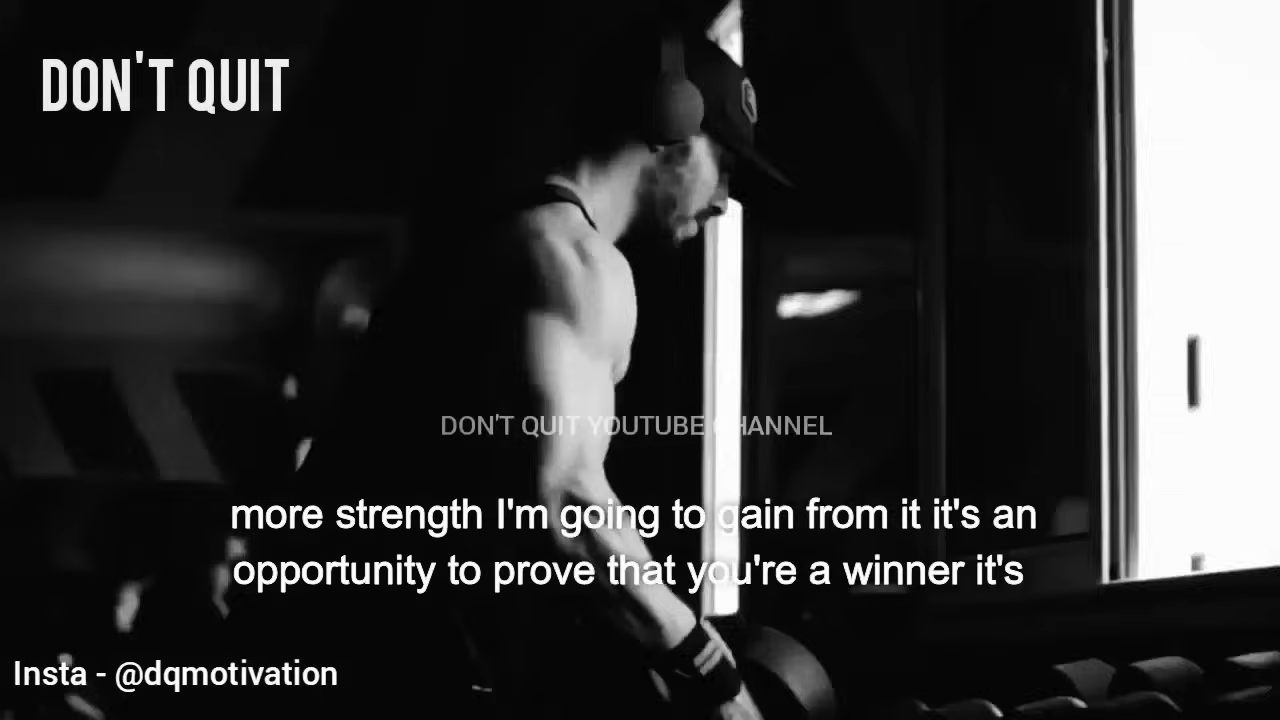 DON'T QUIT
DON'T QUIT YOUTUBE CHANNEL
more strength I'm going to gain from it it's an
opportunity to prove that you're a winner it's
Insta - @dqmotivation